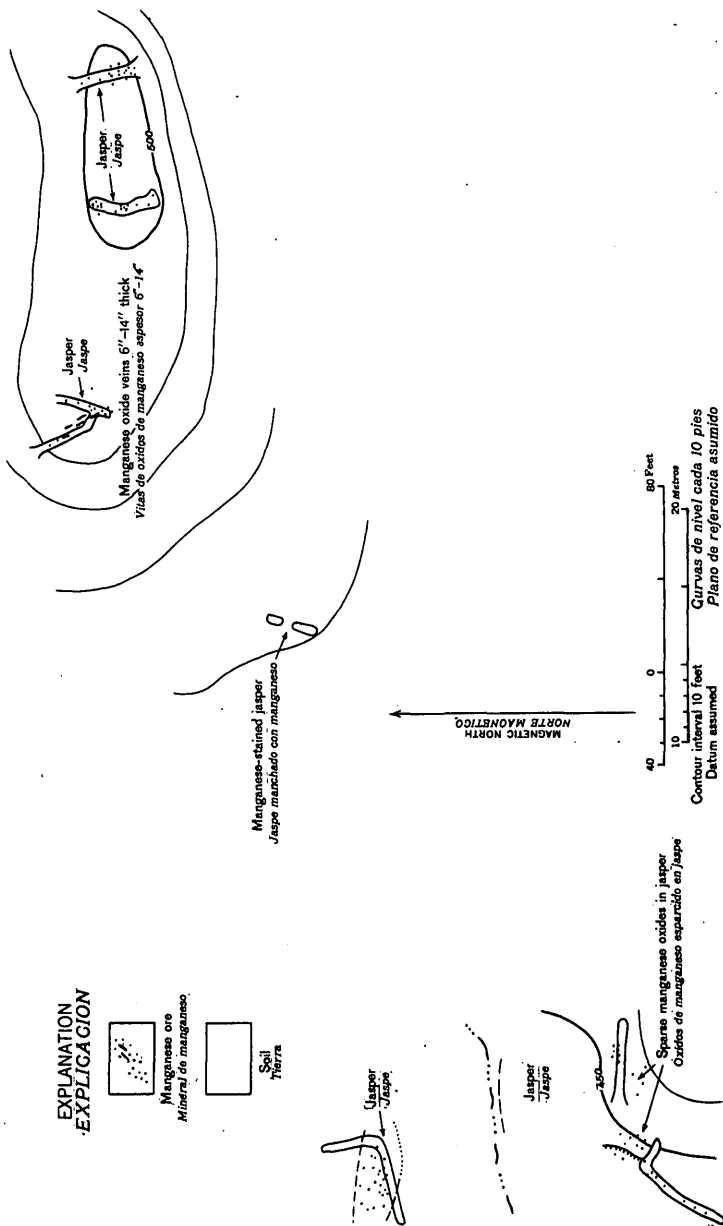 EXPLANATION
EXPLIGACION
Manganese ore
Mineral de manganeso
Soil
Tierra
Jasper
Jaspe
Jasper
Jaspe
750
Sparse manganese oxides in jasper
Oxidos de manganeso esparcido en jaspe
Manganese-stained jasper
Jaspe manchado con manganeso
Jasper
Jaspe
Manganese oxide veins 6"-14" thick
Vitas de oxidos de manganeso espesor 6"-14"
Jasper
Jaspe
500
MAGNETIC NORTH
NORTE MAGNETICO
40 0 80 Feet
10 20 Metros
Contour interval 10 feet
Datum assumed
Curvas de nivel cada 10 pies
Plano de referencia asumido